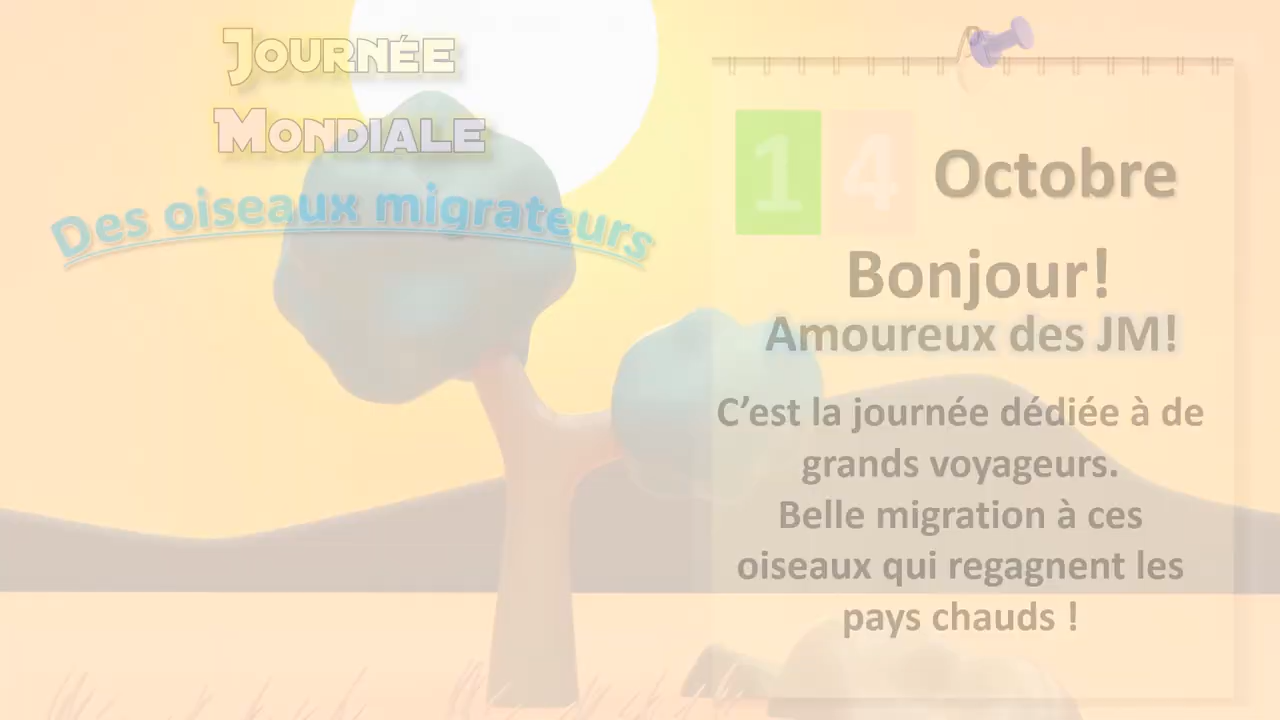 Journée
Mondiale
Des oiseaux migrateurs
14 Octobre
Bonjour!
Amoureux des JM!
C’est la journée dédiée à de
grands voyageurs.
Belle migration à ces
oiseaux qui regagnent les
pays chauds !